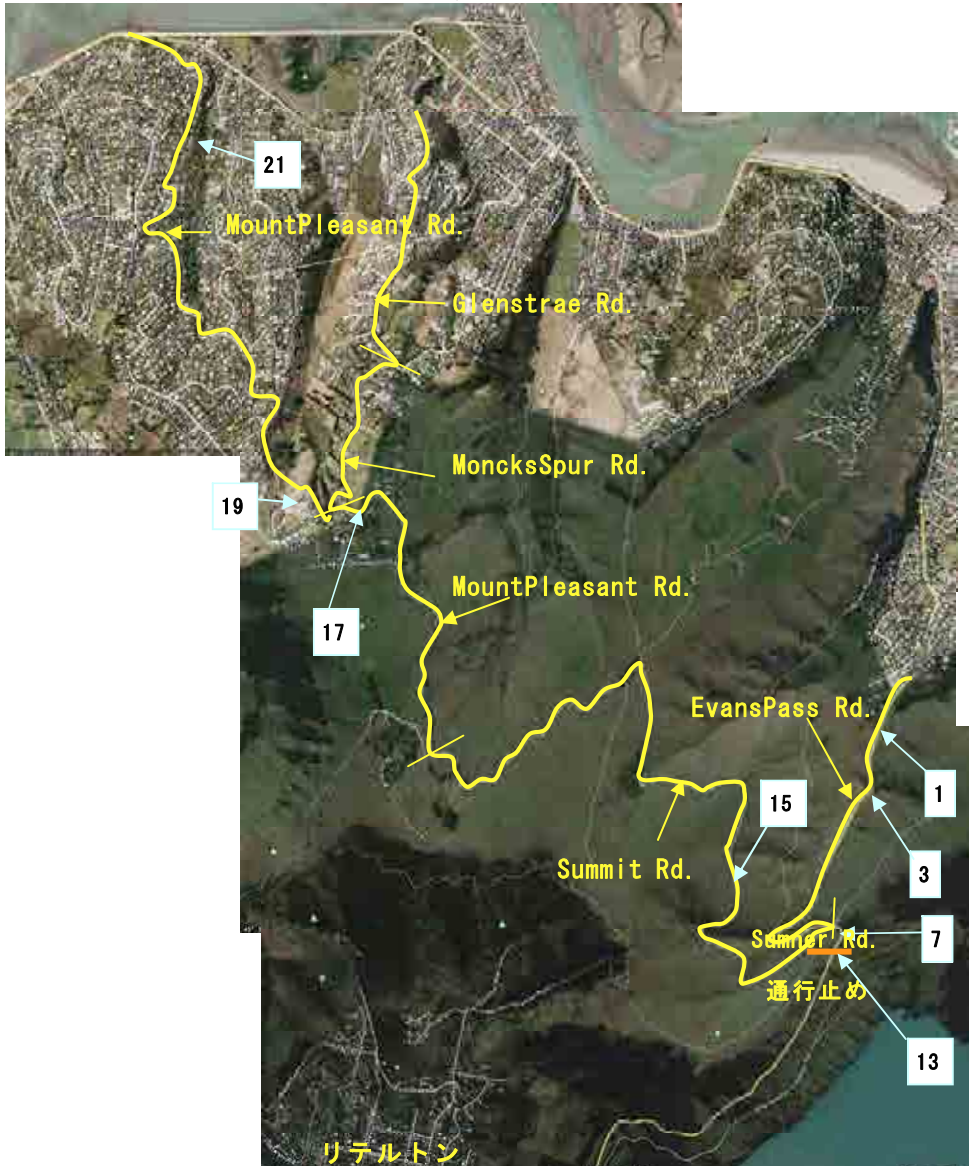 21
MountPleasant Rd.
Glenstrae Rd.
MoncksSpur Rd.
19
MountPleasant Rd.
17
EvansPass Rd.
15
1
Summit Rd.
3
Sumner Rd.
7
通行止め
13
リテルトン